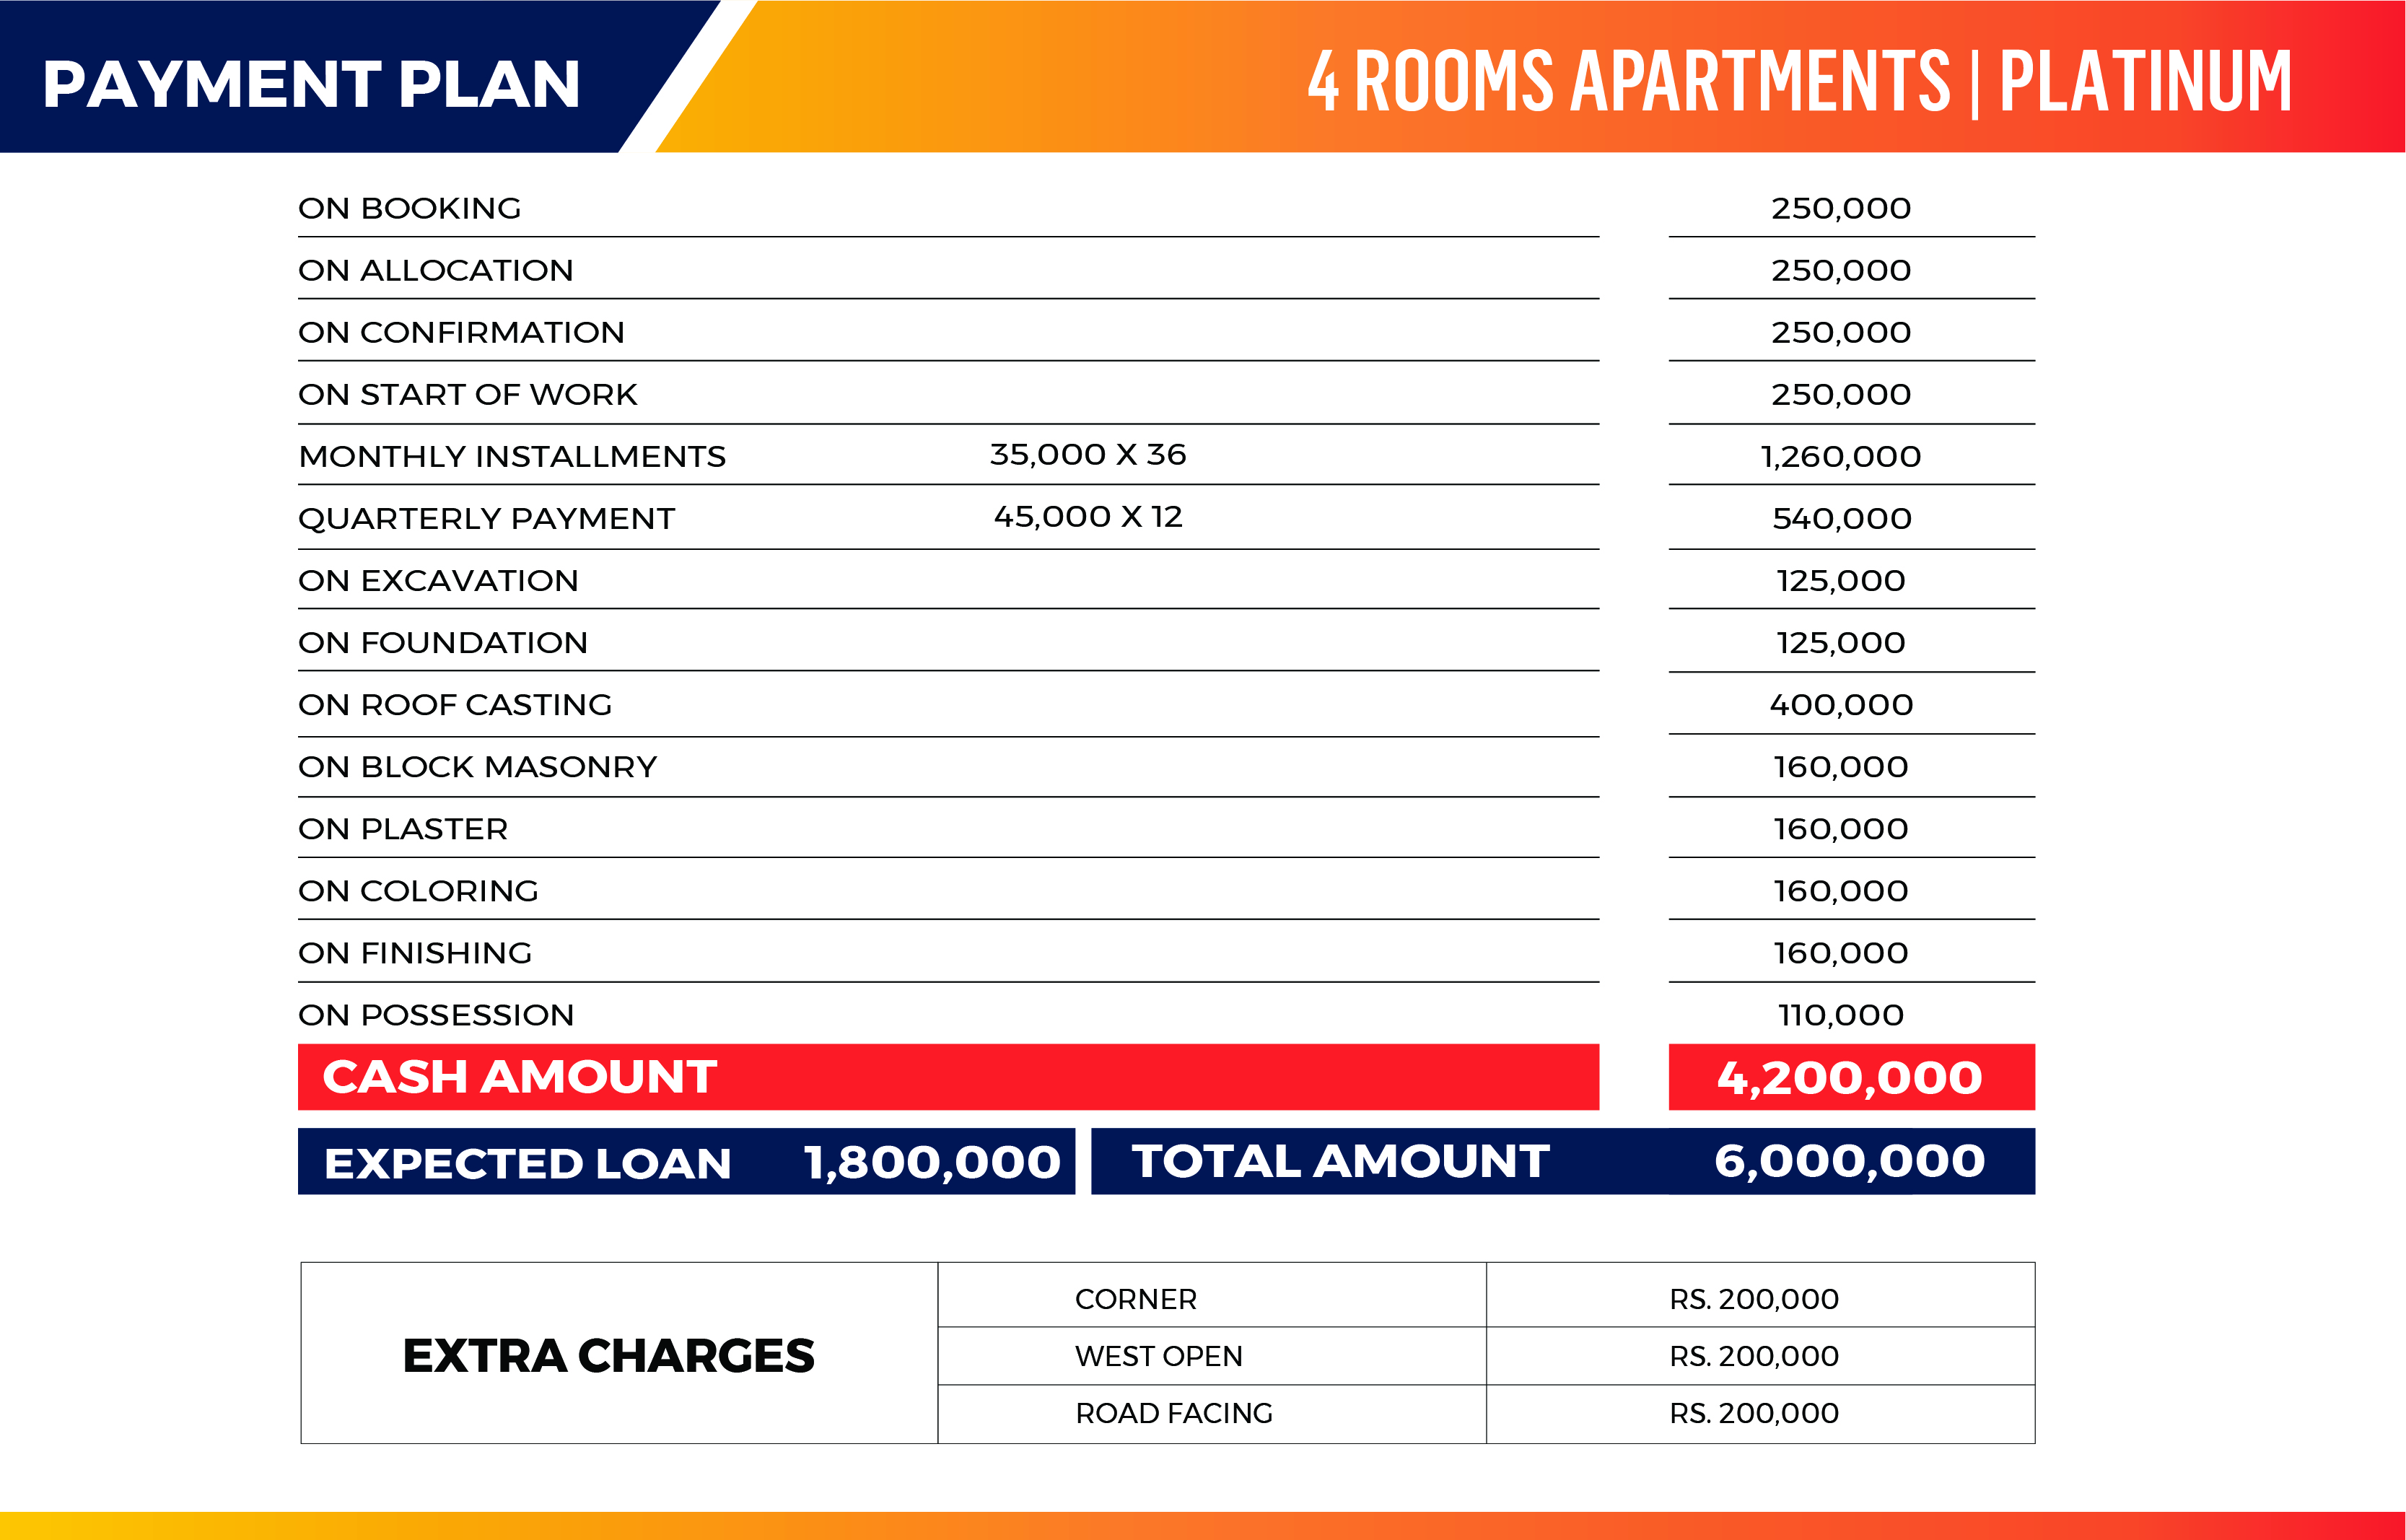 PAYMENT PLAN
4 ROOMS APARTMENTS | PLATINUM
ON BOOKING 250,000
ON ALLOCATION 250,000
ON CONFIRMATION 250,000
ON START OF WORK 250,000
MONTHLY INSTALLMENTS 35,000 X 36 1,260,000
QUARTERLY PAYMENT 45,000 X 12 540,000
ON EXCAVATION 125,000
ON FOUNDATION 125,000
ON ROOF CASTING 400,000
ON BLOCK MASONRY 160,000
ON PLASTER 160,000
ON COLORING 160,000
ON FINISHING 160,000
ON POSSESSION 110,000
CASH AMOUNT 4,200,000
EXPECTED LOAN 1,800,000 TOTAL AMOUNT 6,000,000
EXTRA CHARGES
CORNER RS. 200,000
WEST OPEN RS. 200,000
ROAD FACING RS. 200,000